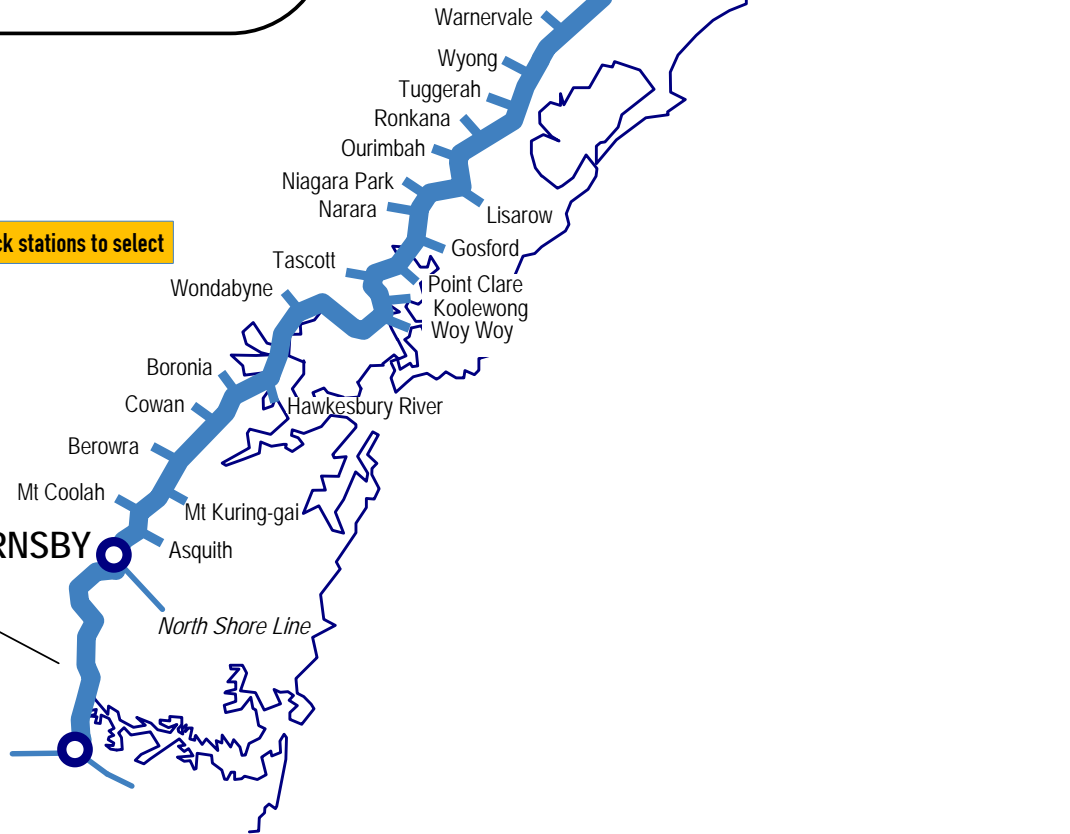 Warnervale
Wyong
Tuggerah
Ronkana
Ourimbah
Niagara Park
Narara
Lisarow
ck stations to select
Gosford
Tascott
Point Clare
Wondabyne
Koolewong
Woy Woy
Boronia
Cowan
Hawkesbury River
Berowra
Mt Coolah
Mt Kuring-gai
RNSBY
Asquith
North Shore Line